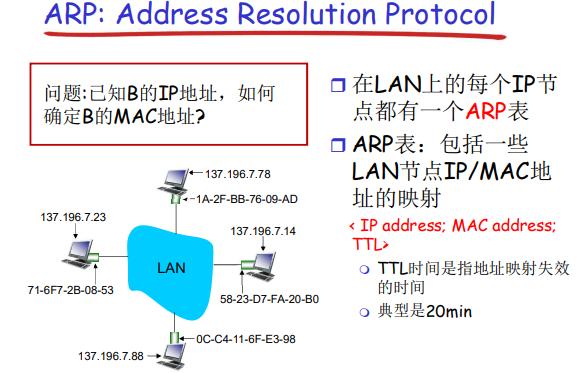 ARP: Address Resolution Protocol
问题:已知B的IP地址，如何
确定B的MAC地址?
在LAN上的每个IP节
点都有一个ARP表
ARP表：包括一些
LAN节点IP/MAC地
址的映射
< IP address; MAC address;
TTL>
TTL时间是指地址映射失效
的时间
典型是20min
137.196.7.78
1A-2F-BB-76-09-AD
137.196.7.23
137.196.7.14
LAN
71-6F7-2B-08-53
58-23-D7-FA-20-B0
0C-C4-11-6F-E3-98
137.196.7.88